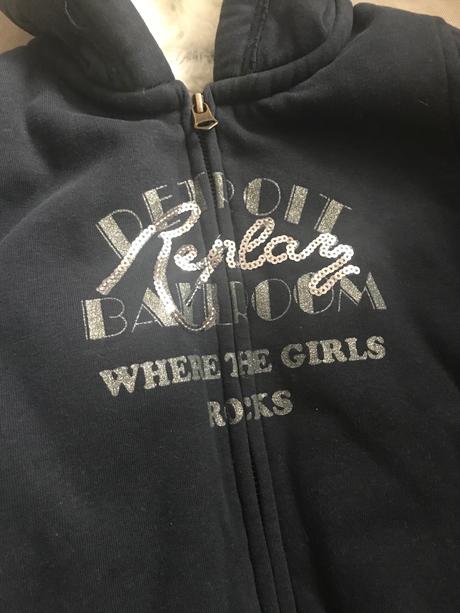 DETROIT
Replay
BALLROOM
WHERE THE GIRLS
ROCKS